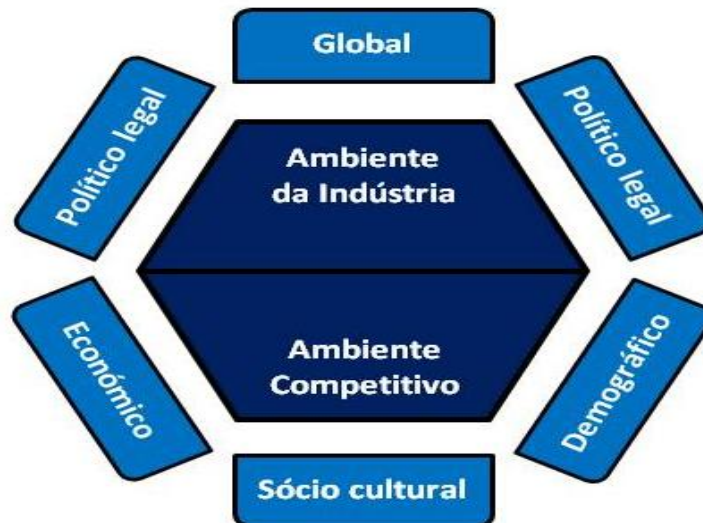 Global
Político legal
Político legal
Ambiente
da Indústria
Ambiente
Competitivo
Económico
Demográfico
Sócio cultural